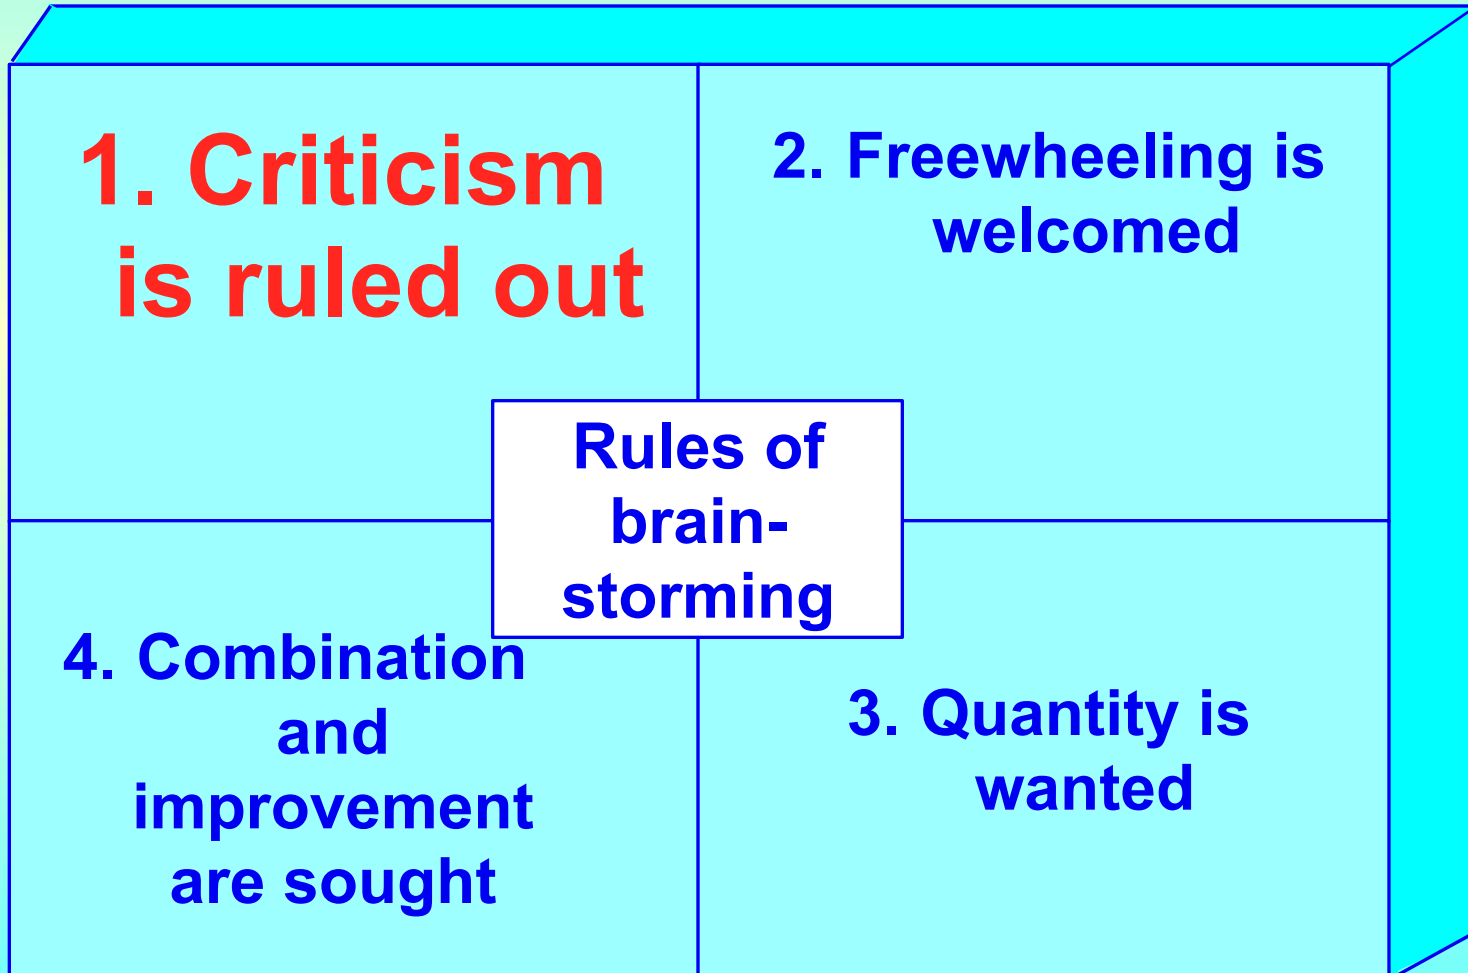 1. Criticism
is ruled out
2. Freewheeling is
welcomed
Rules of
brain-
storming
3. Quantity is
wanted
4. Combination
and
improvement
are sought